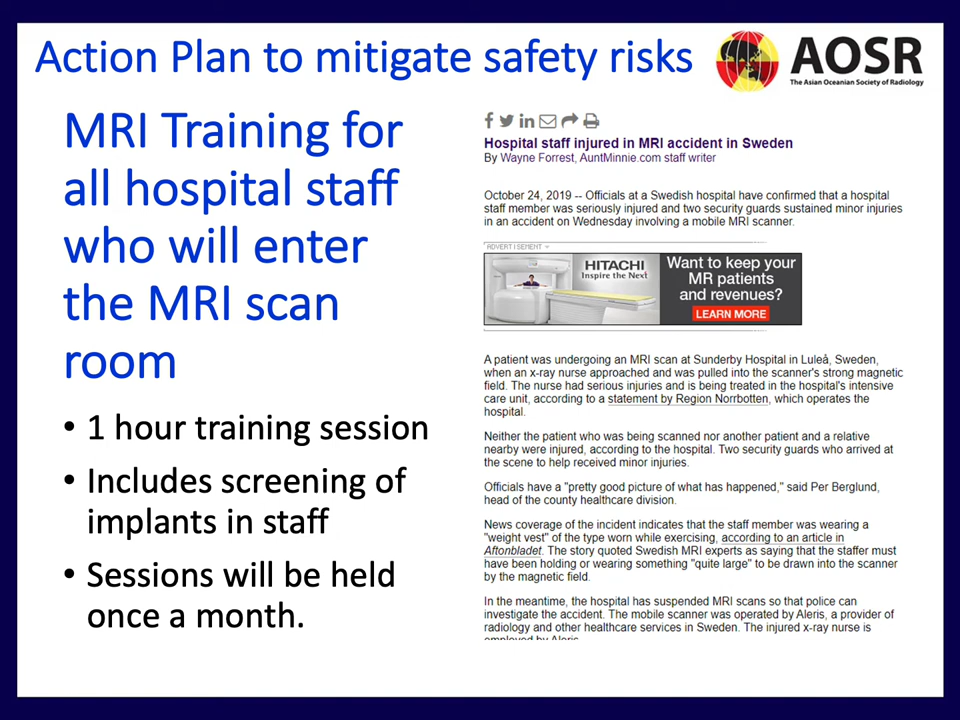 Action Plan to mitigate safety risks
AOSR
The Asian Oceanian Society of Radiology
MRI Training for
all hospital staff
who will enter
the MRI scan
room
• 1 hour training session
• Includes screening of
implants in staff
• Sessions will be held
once a month.
Hospital staff injured in MRI accident in Sweden
By Wayne Forrest, AuntMinnie.com staff writer
October 24, 2019 -- Officials at a Swedish hospital have confirmed that a hospital
staff member was seriously injured and two security guards sustained minor injuries
in an accident on Wednesday involving a mobile MRI scanner.
ADVERTISEMENT
HITACHI
Inspire the Next
Want to keep your
MR patients
and revenues?
LEARN MORE
A patient was undergoing an MRI scan at Sunderby Hospital in Luleå, Sweden,
when an x-ray nurse approached and was pulled into the scanner's strong magnetic
field. The nurse had serious injuries and is being treated in the hospital's intensive
care unit, according to a statement by Region Norrbotten, which operates the
hospital.
Neither the patient who was being scanned nor another patient and a relative
nearby were injured, according to the hospital. Two security guards who arrived at
the scene to help received minor injuries.
Officials have a "pretty good picture of what has happened," said Per Berglund,
head of the county healthcare division.
News coverage of the incident indicates that the staff member was wearing a
"weight vest" of the type worn while exercising, according to an article in
Aftonbladet. The story quoted Swedish MRI experts as saying that the staffer must
have been holding or wearing something "quite large" to be drawn into the scanner
by the magnetic field.
In the meantime, the hospital has suspended MRI scans so that police can
investigate the accident. The mobile scanner was operated by Aleris, a provider of
radiology and other healthcare services in Sweden. The injured x-ray nurse is
employed by Aleris.